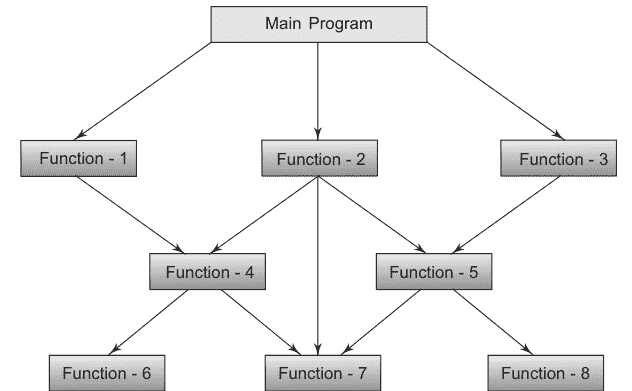 Main Program
Function - 1
Function - 2
Function - 3
Function - 4
Function - 5
Function - 6
Function - 7
Function - 8